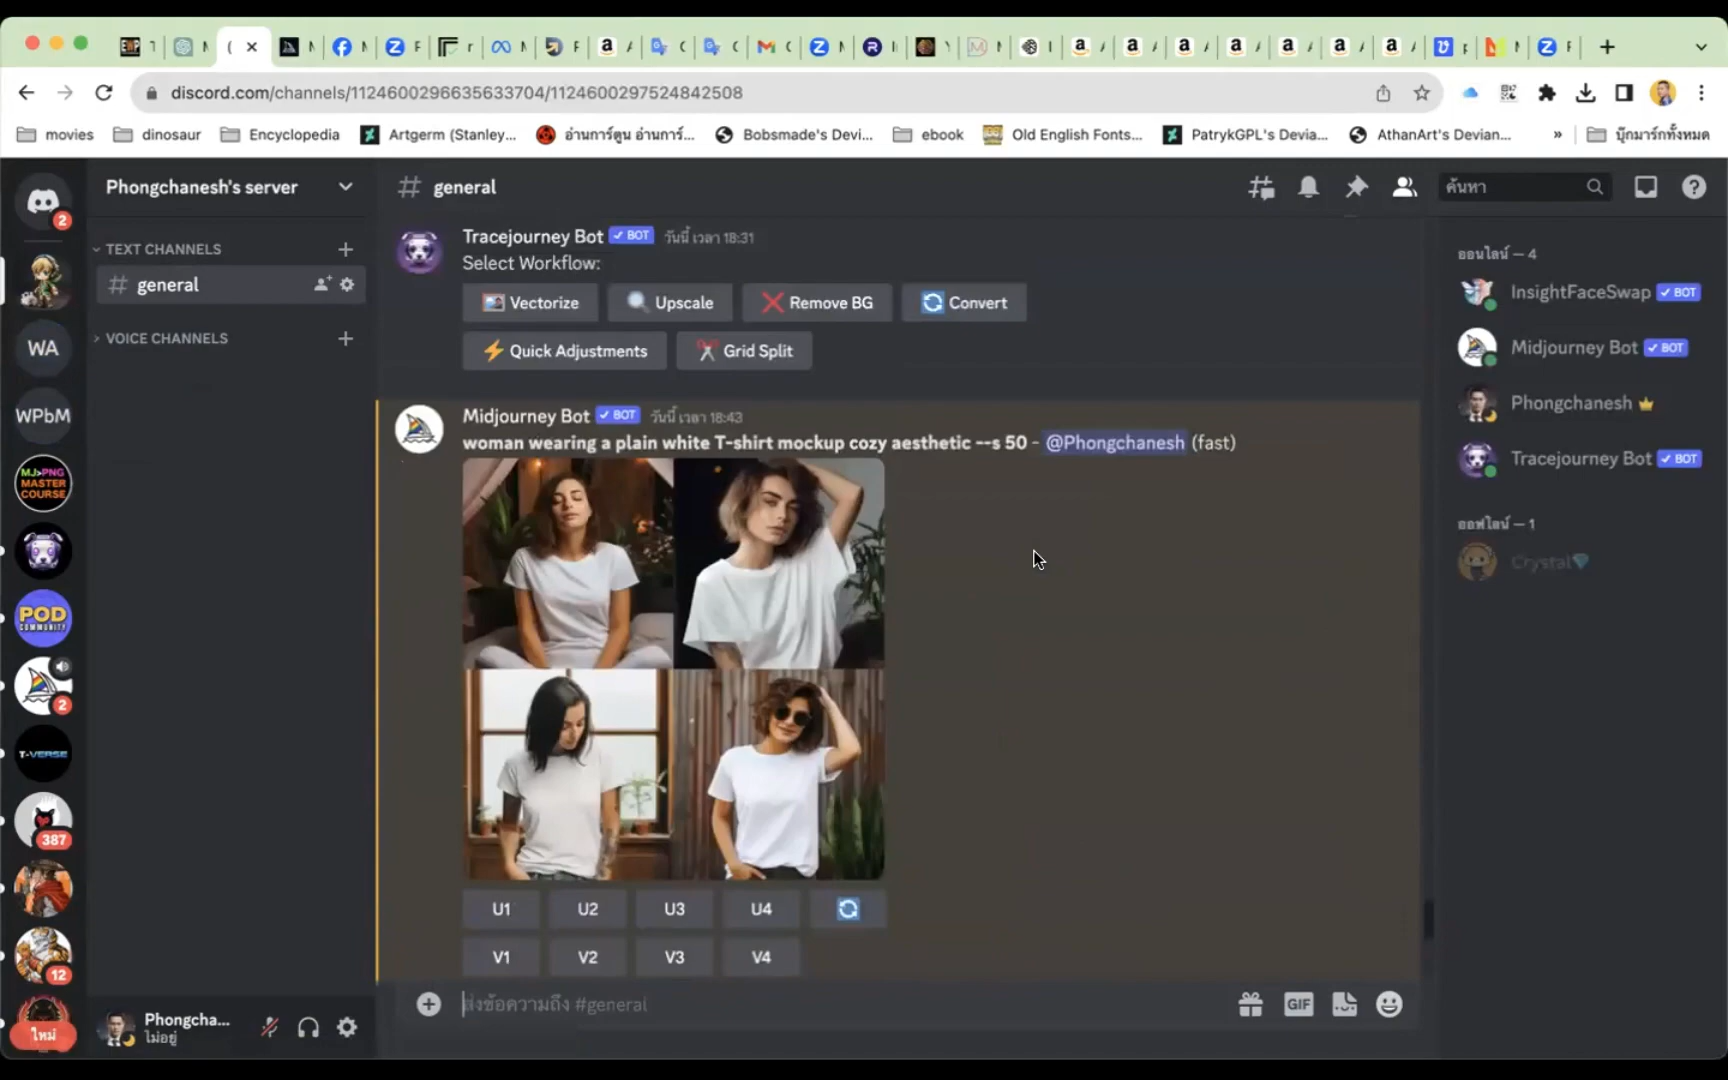 discord.com/channels/1124600296635633704/1124600297524842508
movies
dinosaur
Encyclopedia
Artgerm (Stanley...
อ่านการ์ตูน อ่านการ์...
Bobsmade's Devi...
ebook
Old English Fonts...
PatrykGPL's Devia...
AthanArt's Devian...
»
บุ๊กมาร์กทั้งหมด
2
Phongchanesh's server
general
ค้นหา
TEXT CHANNELS
general
VOICE CHANNELS
WA
WPbM
MJ>PNG
MASTER
COURSE
POD
COMMUNITY
2
T-VERSE
387
12
ใหม่
Tracejourney Bot BOT วันนี้ เวลา 18:31
Select Workflow:
Vectorize
Upscale
Remove BG
Convert
Quick Adjustments
Grid Split
Midjourney Bot BOT วันนี้ เวลา 18:43
woman wearing a plain white T-shirt mockup cozy aesthetic --s 50 - @Phongchanesh (fast)
U1 U2 U3 U4
V1 V2 V3 V4
ส่งข้อความถึง #general
GIF
Phongcha...
ไม่อยู่
ออนไลน์ — 4
InsightFaceSwap BOT
Midjourney Bot BOT
Phongchanesh
Tracejourney Bot BOT
ออฟไลน์ — 1
Crystal